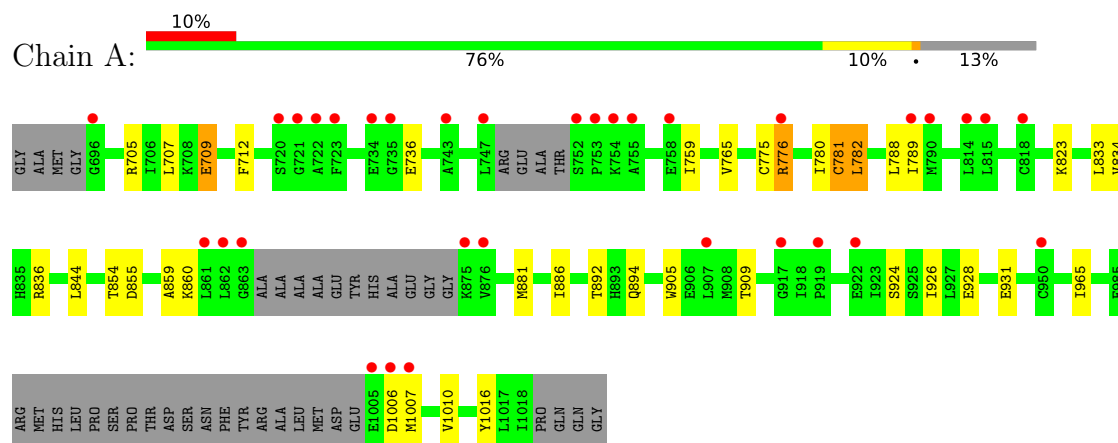 10%
Chain A:
76% 10% • 13%
GLY ALA MET GLY G696 R705 I706 L707 K708 E709 F712 S720 G721 A722 F723 E734 G735 E736 A743 L747 ARG GLU ALA THR S752 P753 K754 A755 E758 I759 V765 C775 R776 I780 C781 L782 L788 I789 M790 L814 L815 C818 K823 L833 V834
H835 R836 L844 T854 D855 A859 K860 L861 L862 G863 ALA ALA ALA ALA GLU TYR HIS ALA GLU GLY GLY K875 V876 M881 I886 T892 H893 Q894 W905 E906 L907 M908 T909 G917 I918 P919 E922 I923 S924 S925 I926 L927 E928 E931 C950 I965 E985
ARG MET HIS LEU PRO SER PRO THR ASP SER ASN PHE TYR ARG ALA LEU MET ASP GLU E1005 D1006 M1007 V1010 Y1016 L1017 I1018 PRO GLN GLN GLY